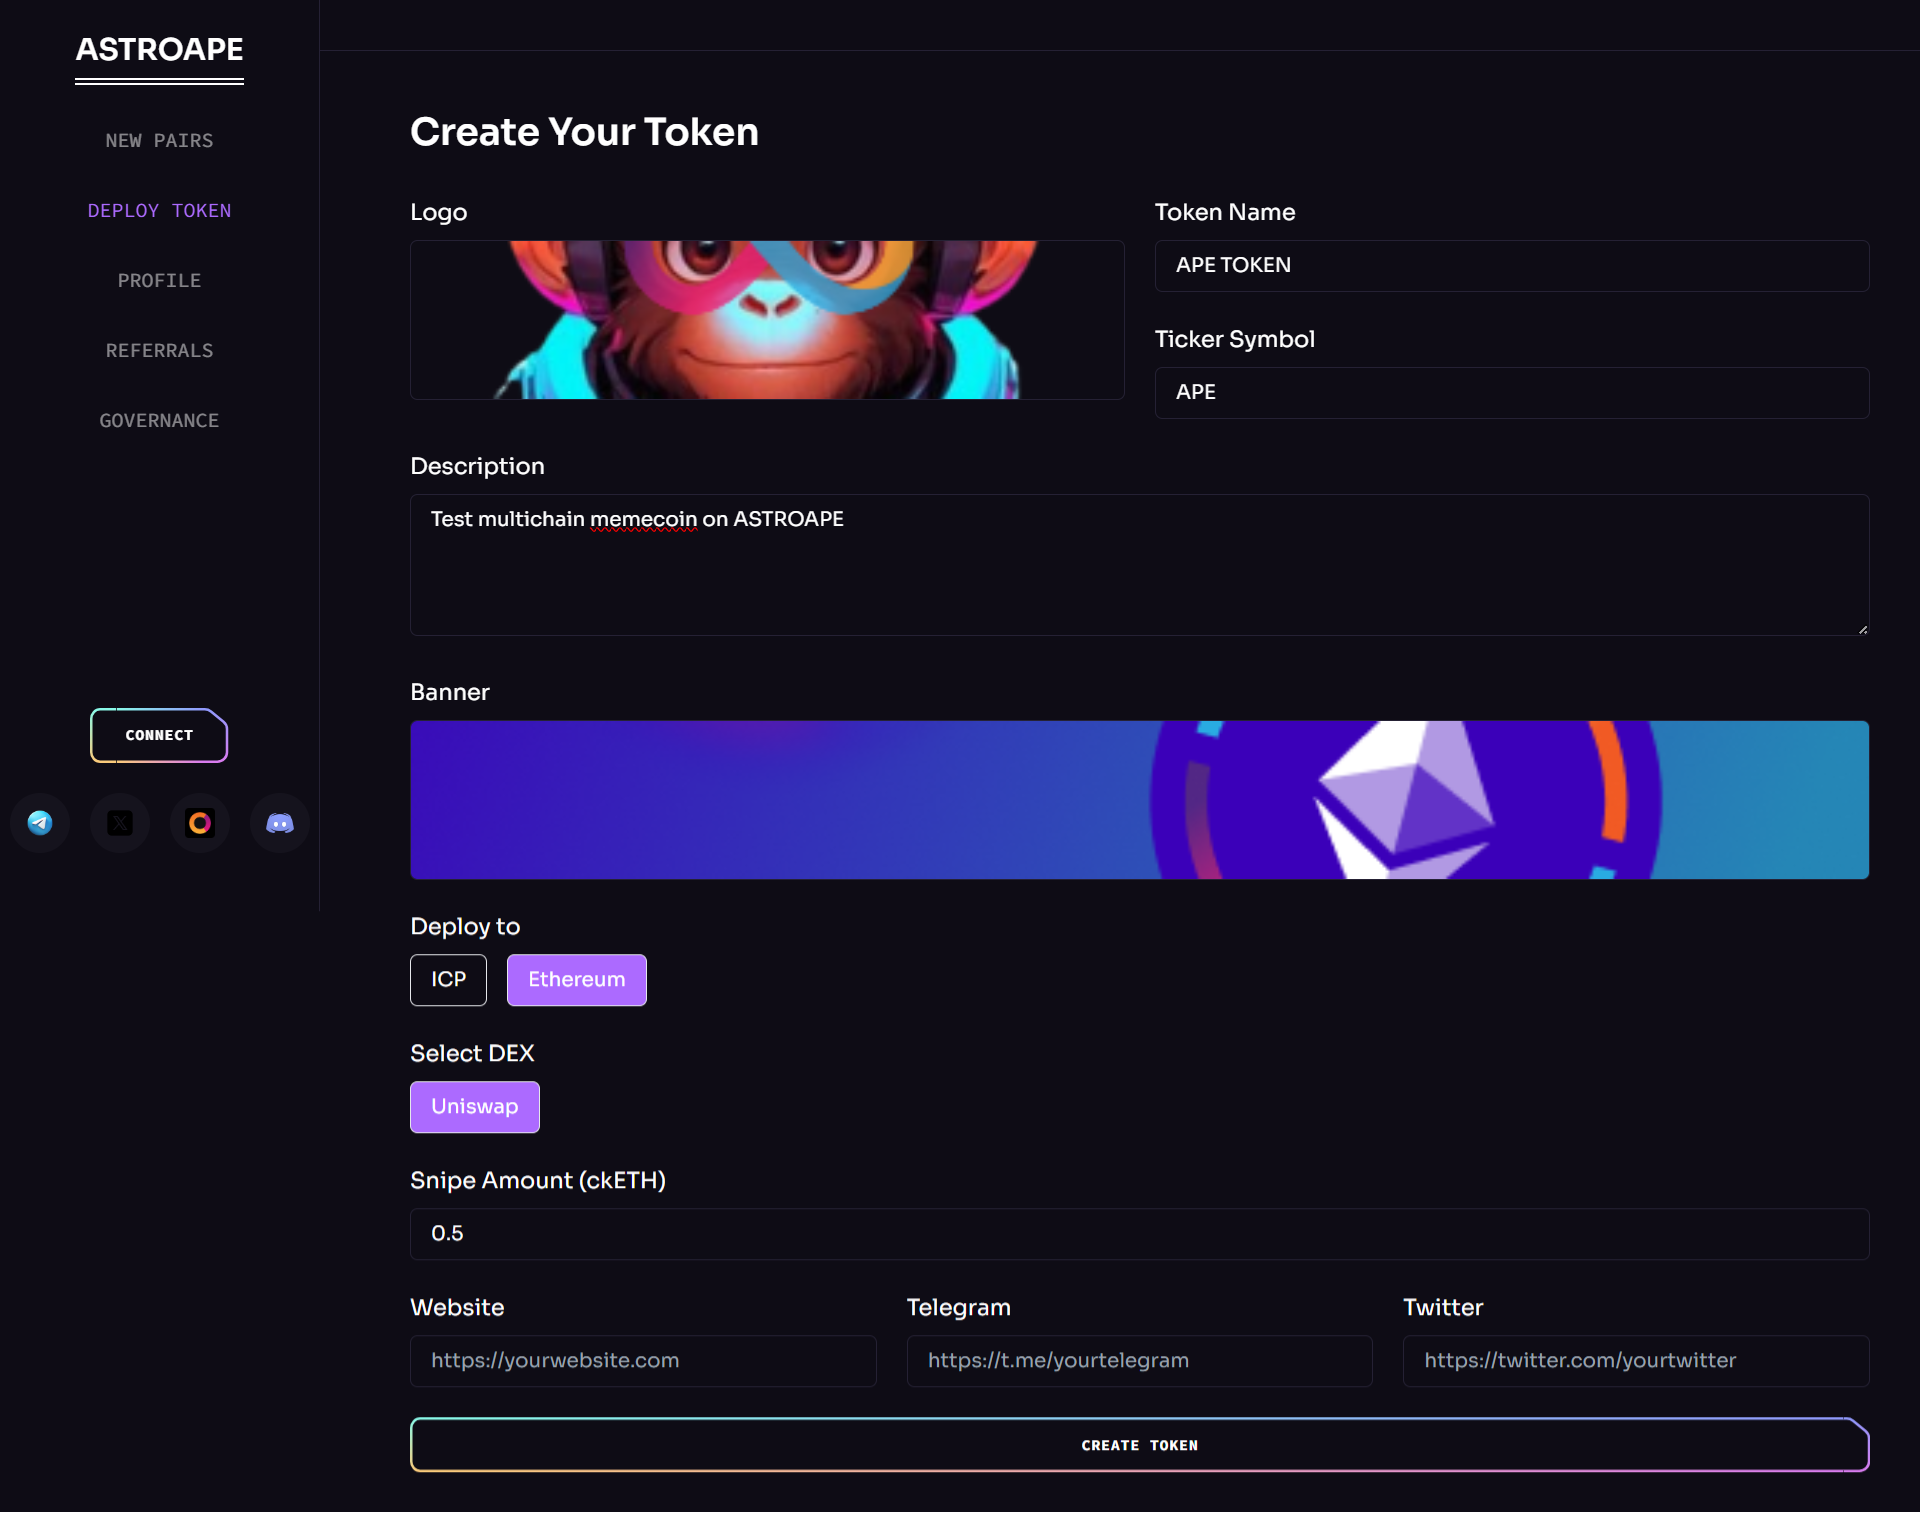 ASTROAPE
NEW PAIRS
DEPLOY TOKEN
PROFILE
REFERRALS
GOVERNANCE
CONNECT
Create Your Token
Logo
Token Name
APE TOKEN
Ticker Symbol
APE
Description
Test multichain memecoin on ASTROAPE
Banner
Deploy to
ICP Ethereum
Select DEX
Uniswap
Snipe Amount (ckETH)
0.5
Website Telegram Twitter
https://yourwebsite.com https://t.me/yourtelegram https://twitter.com/yourtwitter
CREATE TOKEN